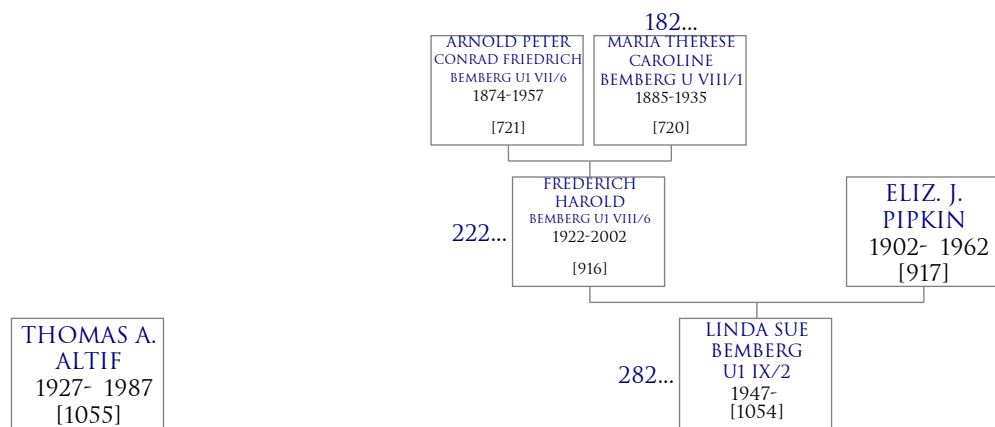 182...
ARNOLD PETER
CONRAD FRIEDRICH
BEMBERG U1 VII/6
1874-1957
[721]
MARIA THERESE
CAROLINE
BEMBERG U VIII/1
1885-1935
[720]
222...
FREDERICH
HAROLD
BEMBERG U1 VIII/6
1922-2002
[916]
ELIZ. J.
PIPKIN
1902- 1962
[917]
THOMAS A.
ALTIF
1927- 1987
[1055]
282...
LINDA SUE
BEMBERG
U1 IX/2
1947-
[1054]